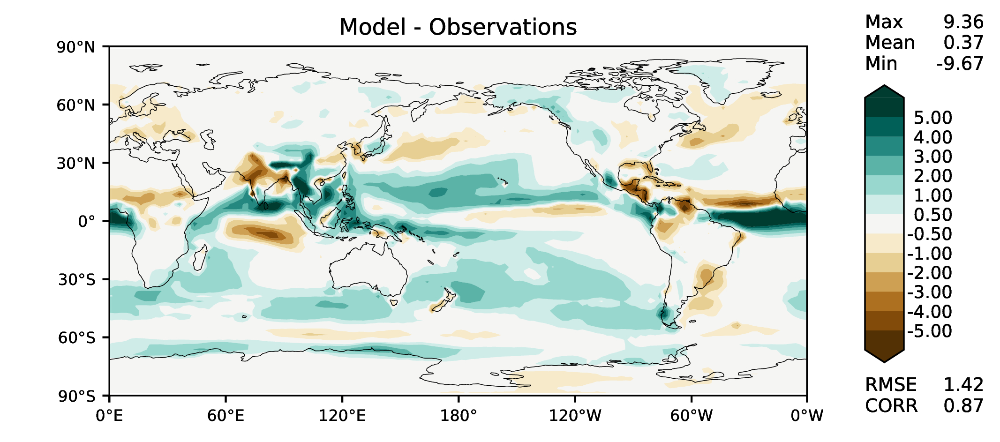 Model - Observations
Max 9.36
Mean 0.37
Min -9.67
90°N
60°N
30°N
0°
30°S
60°S
90°S
0°E 60°E 120°E 180° 120°W 60°W 0°W
5.00
4.00
3.00
2.00
1.00
0.50
-0.50
-1.00
-2.00
-3.00
-4.00
-5.00
RMSE 1.42
CORR 0.87